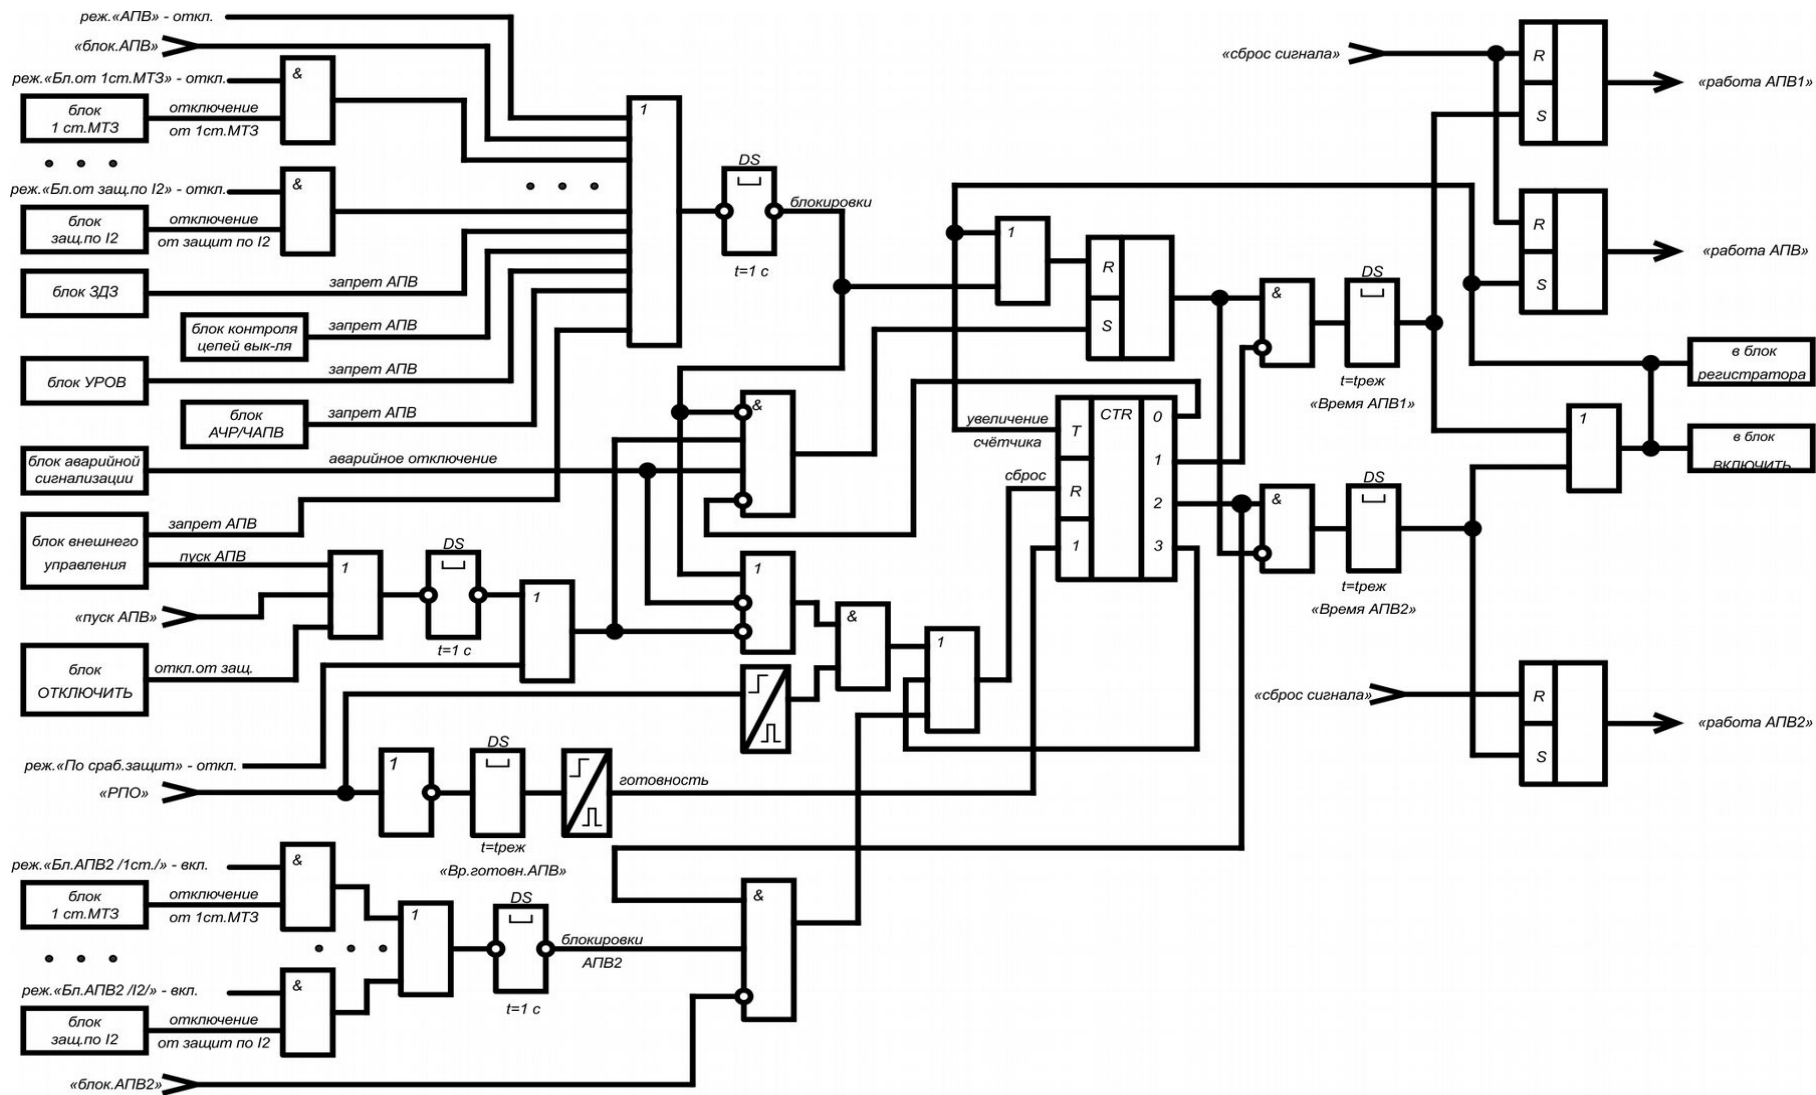 реж.«АПВ» - откл.
«блок.АПВ»
реж.«Бл.от 1ст.МТЗ» - откл.
&
блок
1 ст.МТЗ
отключение
от 1ст.МТЗ
реж.«Бл.от защ.по I2» - откл.
&
блок
защ.по I2
отключение
от защит по I2
блок ЗДЗ
запрет АПВ
блок контроля
цепей вык-ля
запрет АПВ
блок УРОВ
запрет АПВ
блок
АЧР/ЧАПВ
запрет АПВ
блок аварийной
сигнализации
аварийное отключение
блок внешнего
управления
запрет АПВ
пуск АПВ
«пуск АПВ»
блок
ОТКЛЮЧИТЬ
откл.от защ.
1
DS
t=1 с
1
1
DS
t=1 с
блокировки
&
1
&
1
реж.«По сраб.защит» - откл.
«РПО»
1
DS
t=tреж
«Вр.готовн.АПВ»
готовность
реж.«Бл.АПВ2 /1ст./» - вкл.
&
блок
1 ст.МТЗ
отключение
от 1ст.МТЗ
реж.«Бл.АПВ2 /I2/» - вкл.
&
блок
защ.по I2
отключение
от защит по I2
1
DS
t=1 с
блокировки
АПВ2
&
«блок.АПВ2»
1
R
S
увеличение
счётчика
сброс
T
R
1
CTR
0
1
2
3
&
DS
t=tреж
«Время АПВ1»
&
DS
t=tреж
«Время АПВ2»
«сброс сигнала»
R
S
«работа АПВ1»
R
S
«работа АПВ»
в блок
регистратора
1
в блок
ВКЛЮЧИТЬ
«сброс сигнала»
R
S
«работа АПВ2»